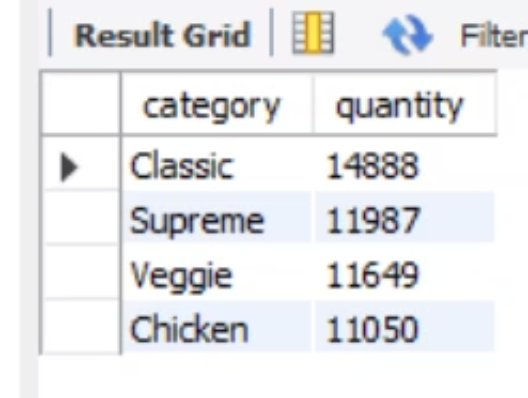 Result Grid Filter
category quantity
Classic 14888
Supreme 11987
Veggie 11649
Chicken 11050